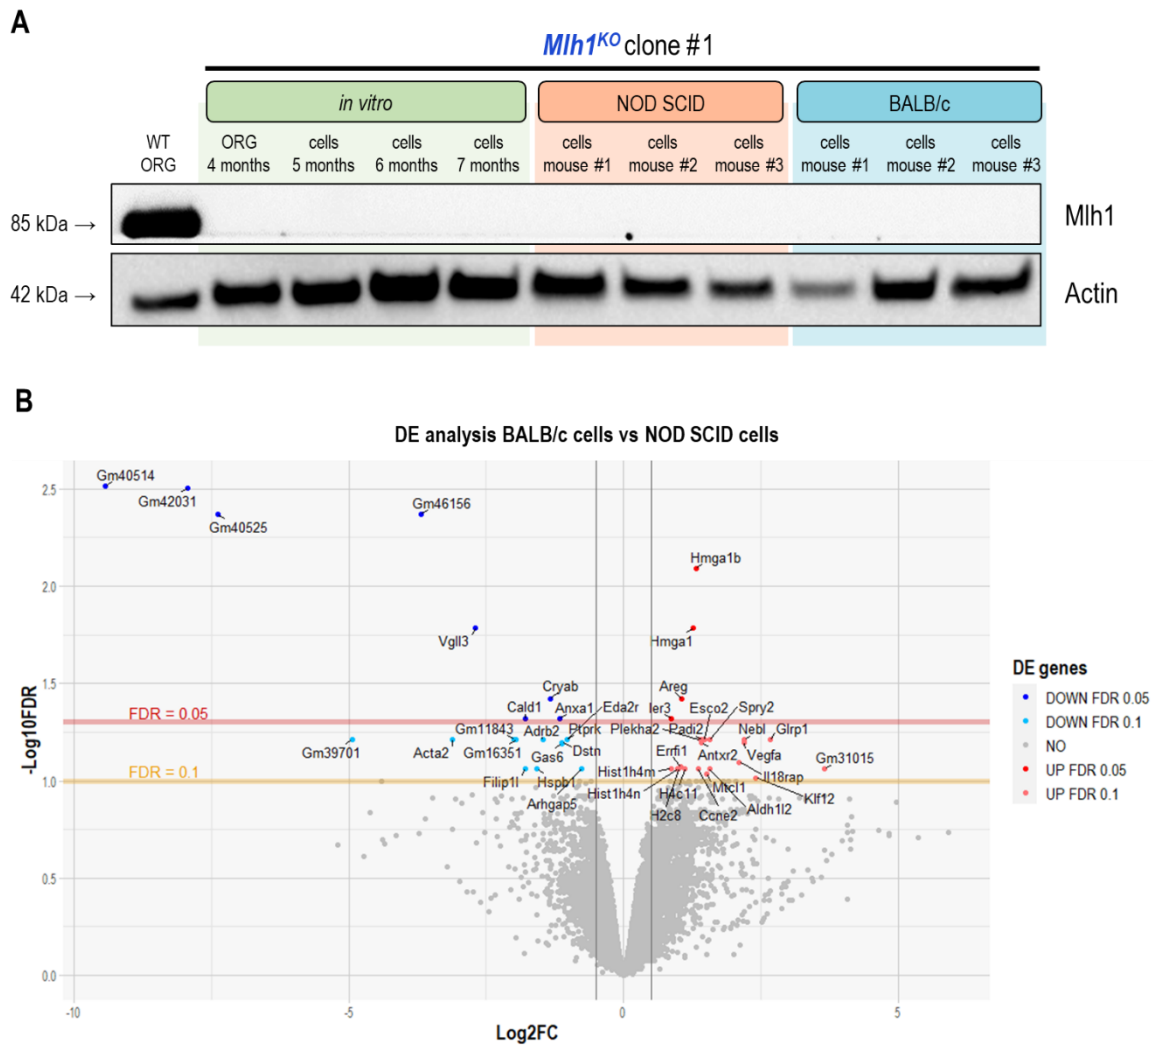 A
Mlh1KO clone #1
in vitro
NOD SCID
BALB/c
WT
ORG
ORG
4 months
cells
5 months
cells
6 months
cells
7 months
cells
mouse #1
cells
mouse #2
cells
mouse #3
cells
mouse #1
cells
mouse #2
cells
mouse #3
85 kDa →
Mlh1
42 kDa →
Actin
B
DE analysis BALB/c cells vs NOD SCID cells
Gm40514
Gm42031
Gm40525
Gm46156
Hmga1b
Vgll3
Hmga1
Cryab
Areg
Cald1
Anxa1
Eda2r
Ier3
Esco2
Spry2
FDR = 0.05
Gm11843
Adrb2
Ptprk
Plekha2
Padi2
Nebl
Glrp1
Gm39701
Acta2
Gm16351
Gas6
Dstn
Errfi1
Antxr2
Vegfa
Gm31015
FDR = 0.1
Filip1l
Hspb1
Hist1h4m
Il18rap
Arhgap5
Hist1h4n
H4c11
Mtcl1
Klf12
H2c8
Ccne2
Aldh1l2
2.5
2.0
1.5
1.0
0.5
0.0
-Log10FDR
-10
-5
0
5
Log2FC
DE genes
DOWN FDR 0.05
DOWN FDR 0.1
NO
UP FDR 0.05
UP FDR 0.1